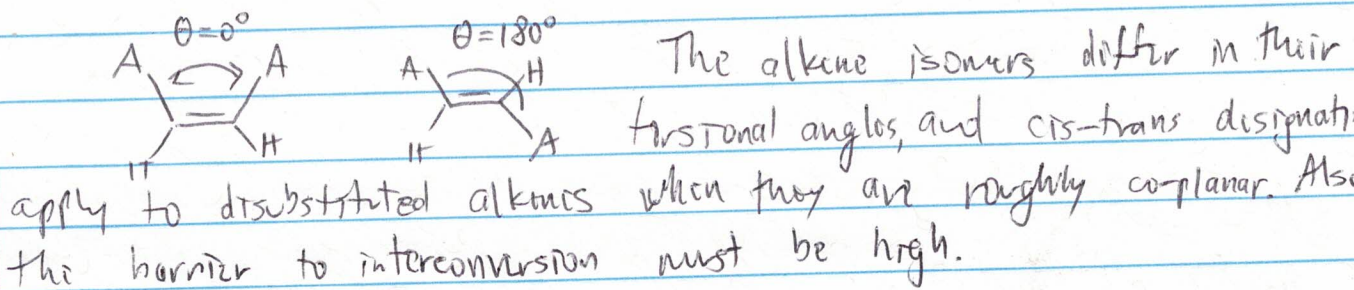 θ=0° θ=180° The alkene isomers differ in their
A A A H
H H H A torsional angles, and cis-trans designati
apply to disubstituted alkenes when they are roughly co-planar. Also
the barrier to interconversion must be high.